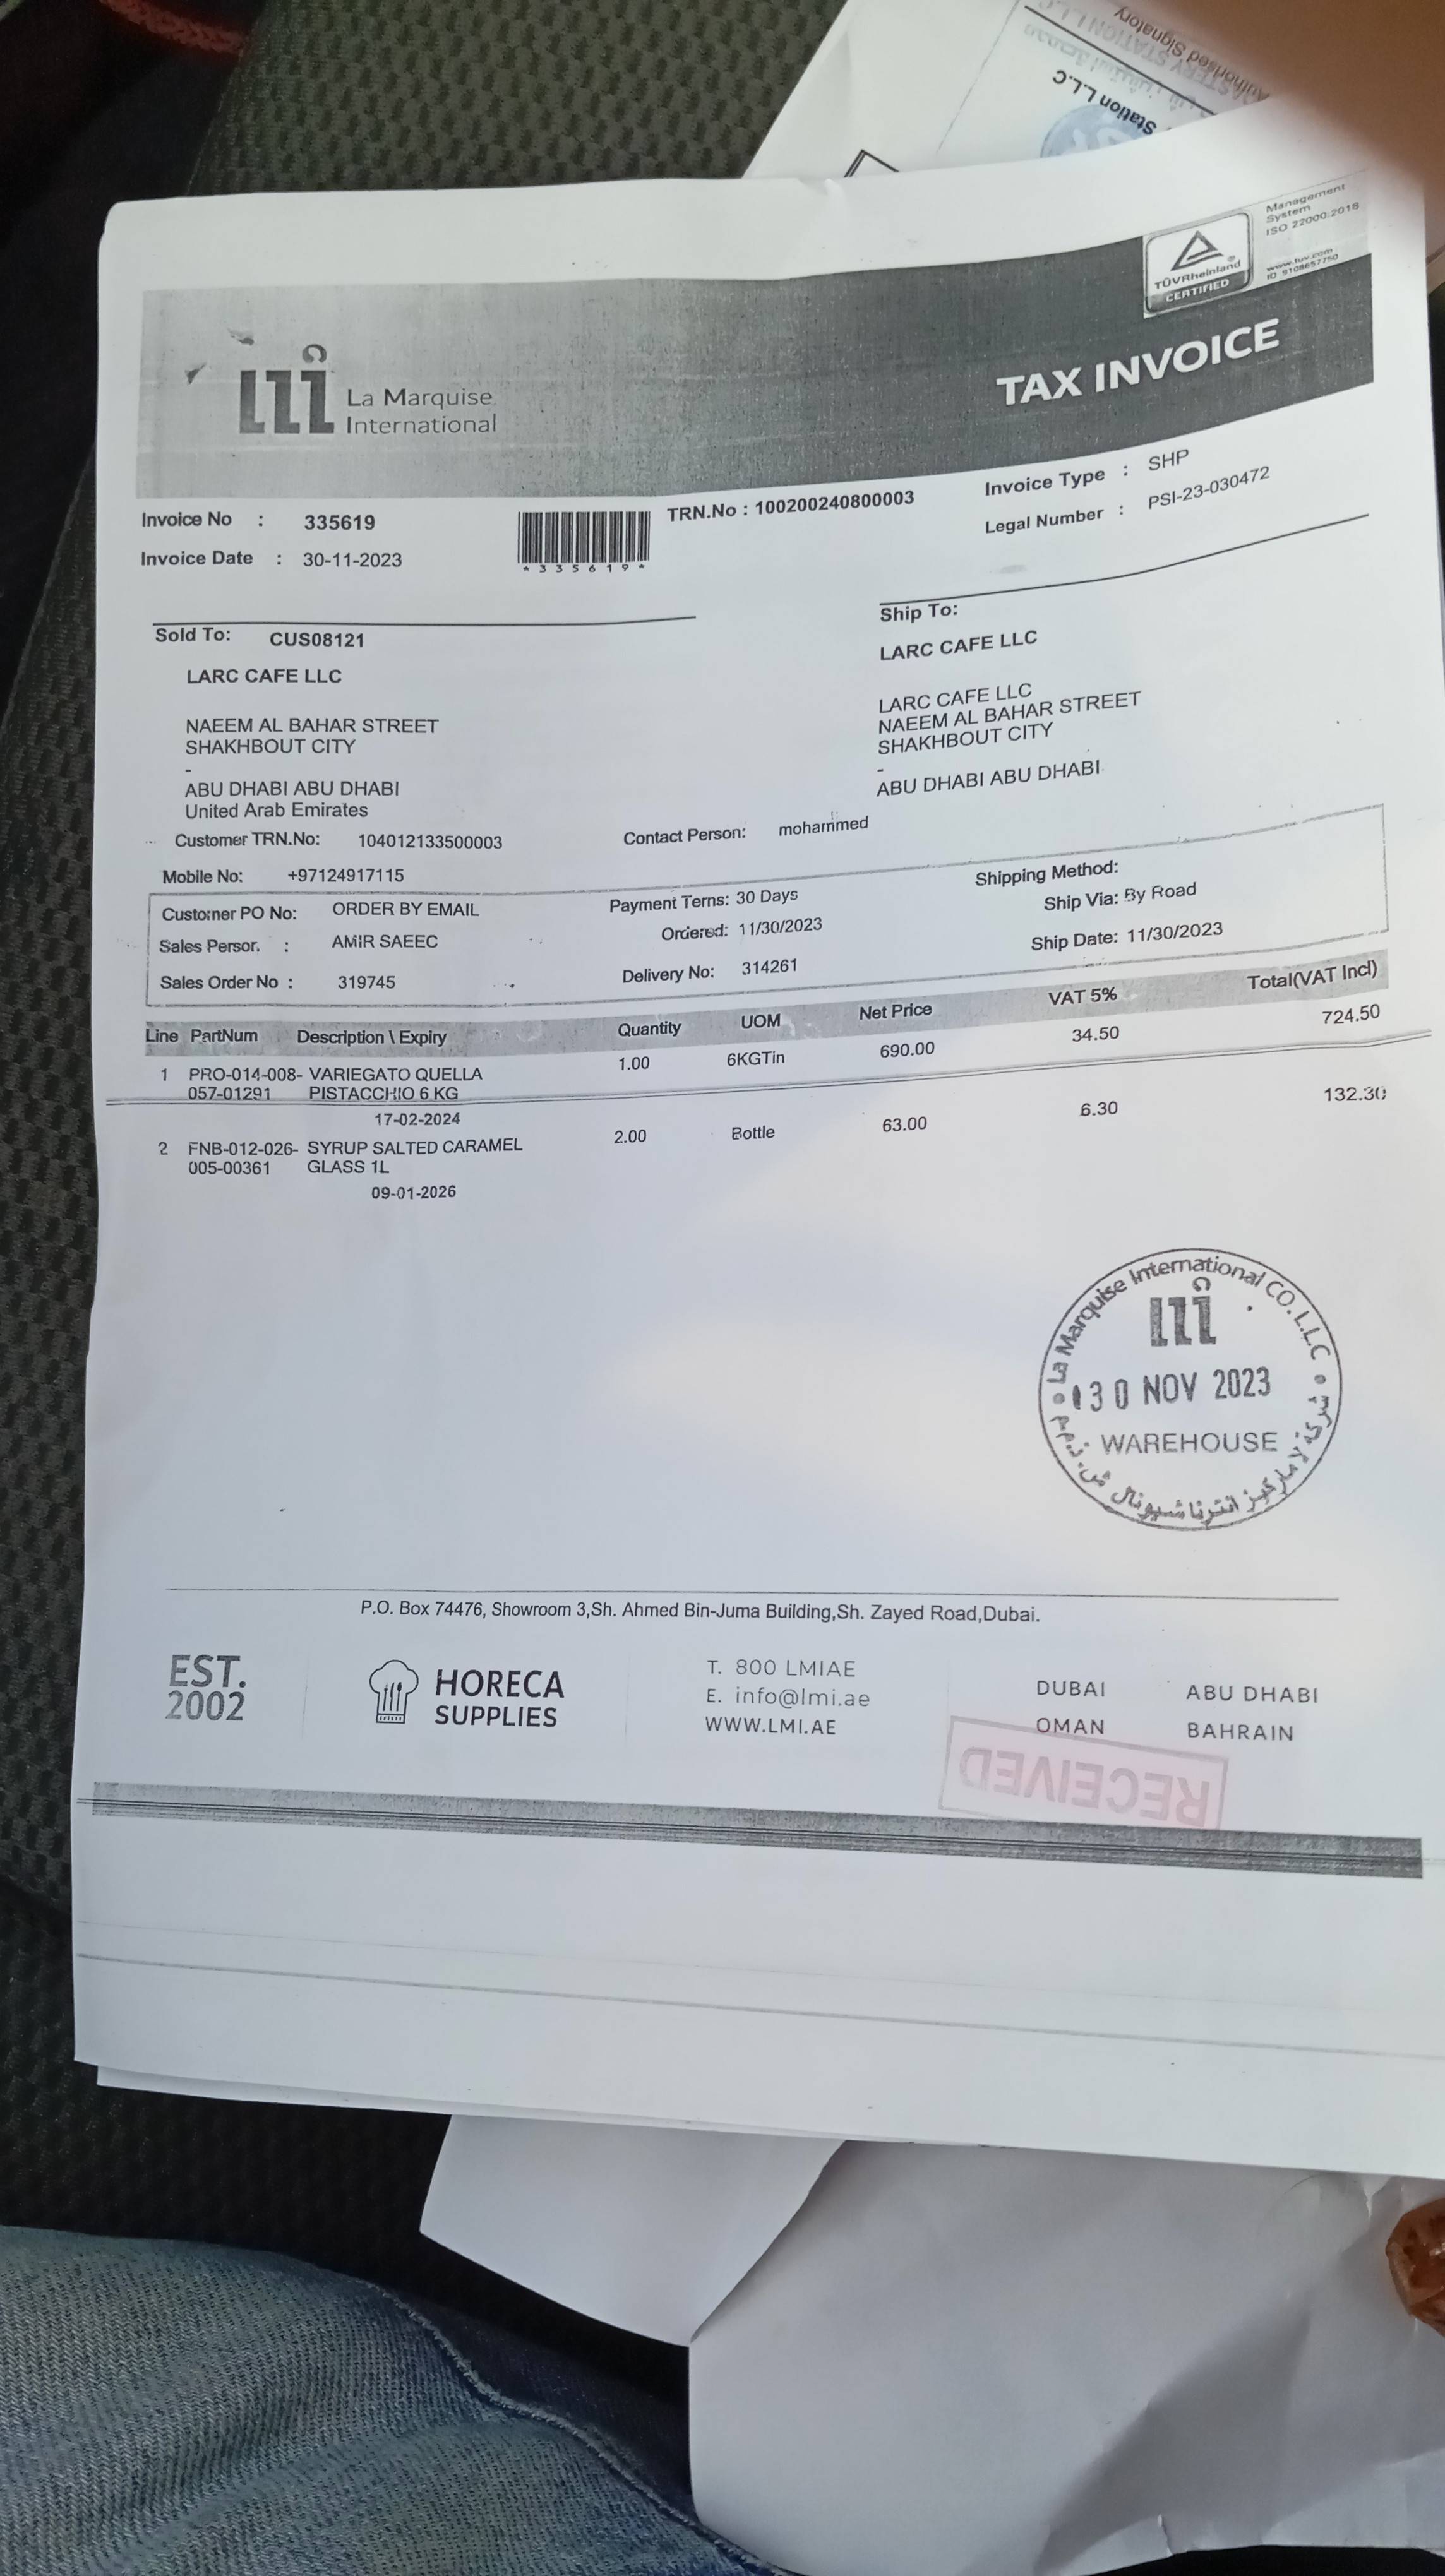 Authorised Signatory
Station L.L.C
Management
System
ISO 22000:2018
www.tuv.com
ID 9108657750
TÜVRheinland
CERTIFIED
La Marquise
International
TAX INVOICE
Invoice No : 335619
TRN.No : 100200240800003
Invoice Type : SHP
Invoice Date : 30-11-2023
*335619*
Legal Number : PSI-23-030472
Sold To: CUS08121
LARC CAFE LLC
NAEEM AL BAHAR STREET
SHAKHBOUT CITY
-
ABU DHABI ABU DHABI
United Arab Emirates
Ship To:
LARC CAFE LLC
LARC CAFE LLC
NAEEM AL BAHAR STREET
SHAKHBOUT CITY
-
ABU DHABI ABU DHABI
Customer TRN.No: 104012133500003
Contact Person: mohammed
Mobile No: +97124917115
Customer PO No: ORDER BY EMAIL
Payment Terns: 30 Days
Shipping Method:
Ship Via: By Road
Sales Persor. : AMIR SAEEC
Ordered: 11/30/2023
Ship Date: 11/30/2023
Sales Order No : 319745
Delivery No: 314261
Line PartNum Description \ Expiry Quantity UOM Net Price VAT 5% Total(VAT Incl)
1 PRO-014-008- VARIEGATO QUELLA 1.00 6KGTin 690.00 34.50 724.50
057-01291 PISTACCHIO 6 KG
17-02-2024
2 FNB-012-026- SYRUP SALTED CARAMEL 2.00 Bottle 63.00 6.30 132.30
005-00361 GLASS 1L
09-01-2026
La Marquise International CO. L.L.C
30 NOV 2023
WAREHOUSE
شركة لا ماركيز انترناشيونال ش.ذ.م.م
P.O. Box 74476, Showroom 3,Sh. Ahmed Bin-Juma Building,Sh. Zayed Road,Dubai.
EST.
2002
HORECA
SUPPLIES
T. 800 LMIAE
E. info@lmi.ae
WWW.LMI.AE
DUBAI ABU DHABI
OMAN BAHRAIN
RECEIVED